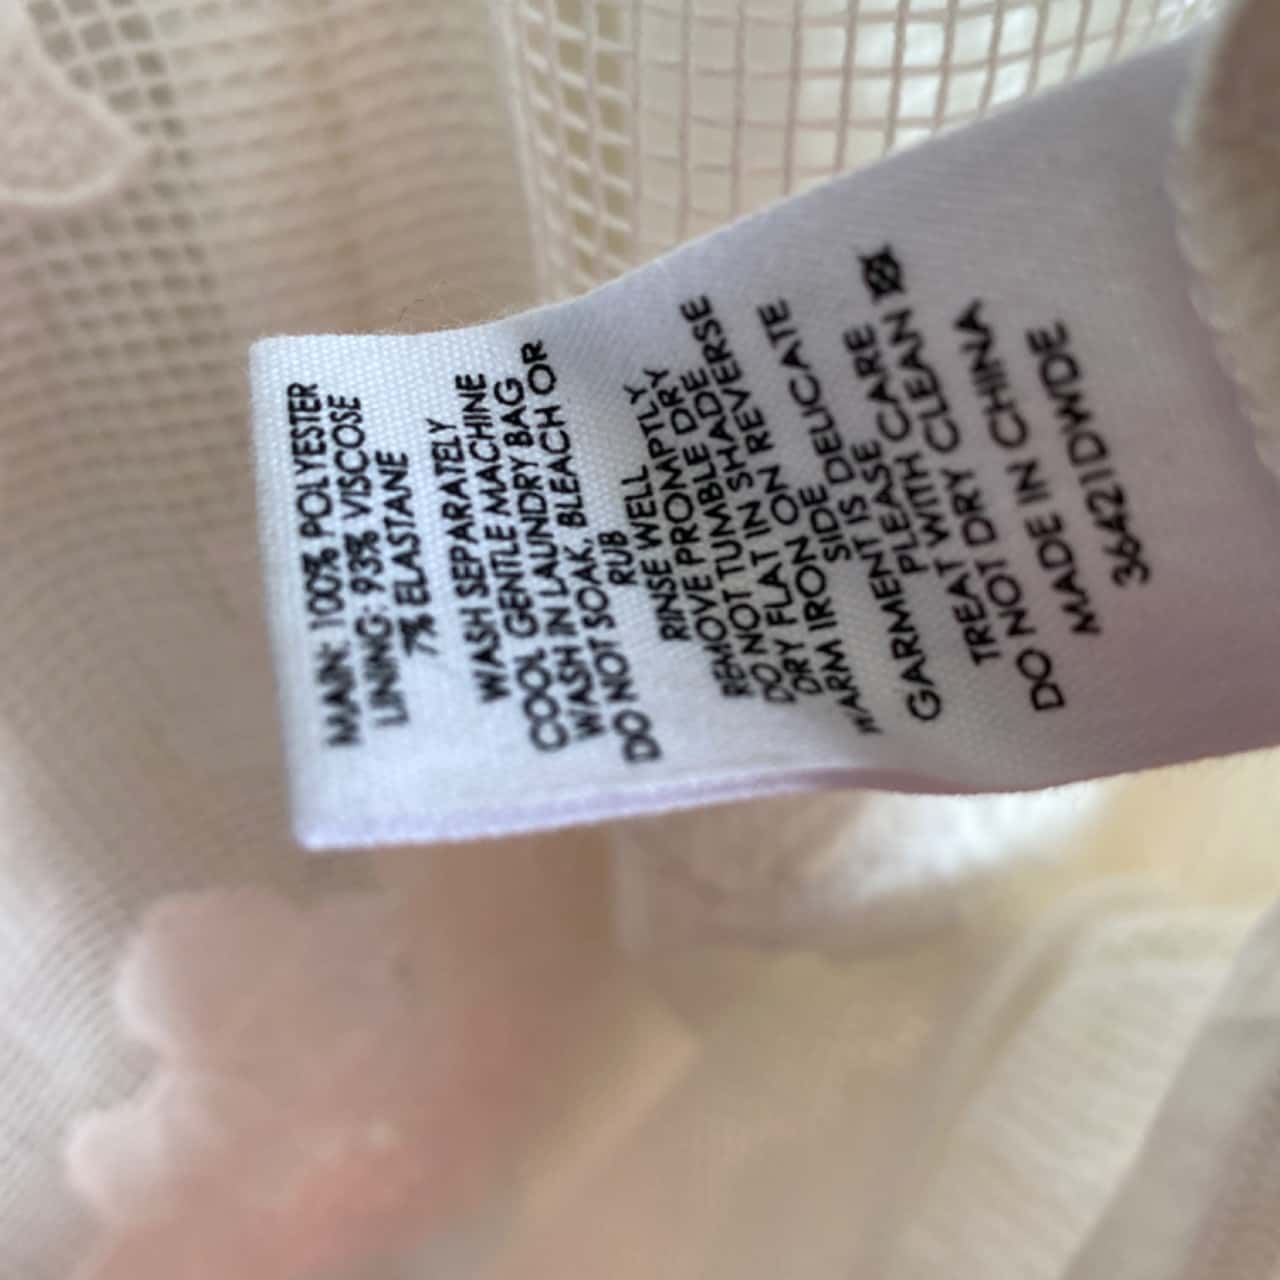 MAIN: 100% POLYESTER
LINING: 93% VISCOSE
7% ELASTANE
WASH SEPARATELY
COOL GENTLE MACHINE
WASH IN LAUNDRY BAG
DO NOT SOAK, BLEACH OR
RUB
RINSE WELL
REMOVE PROMPTLY
DO NOT TUMBLE DRY
DRY FLAT IN SHADE
WARM IRON ON REVERSE
SIDE
GARMENT IS DELICATE
PLEASE
TREAT WITH CARE
DO NOT DRY CLEAN
MADE IN CHINA
36421DWDE